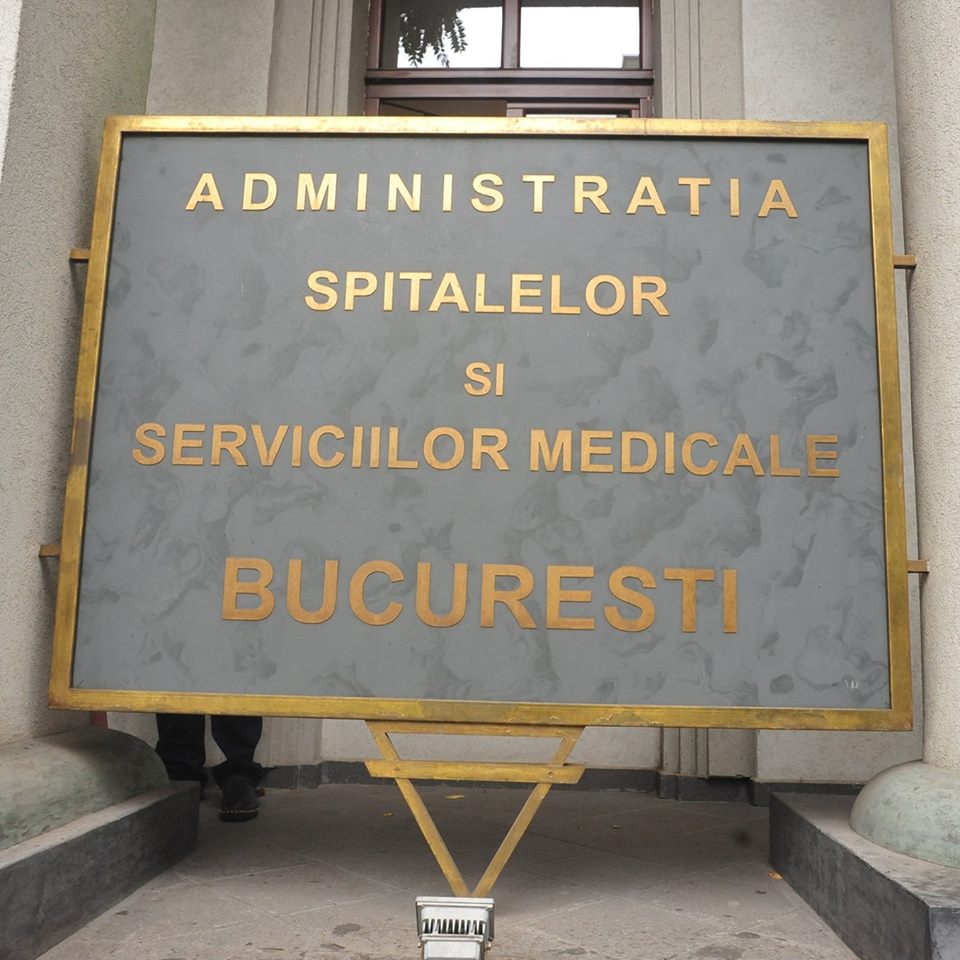 ADMINISTRATIA
SPITALELOR
SI
SERVICIILOR MEDICALE
BUCURESTI